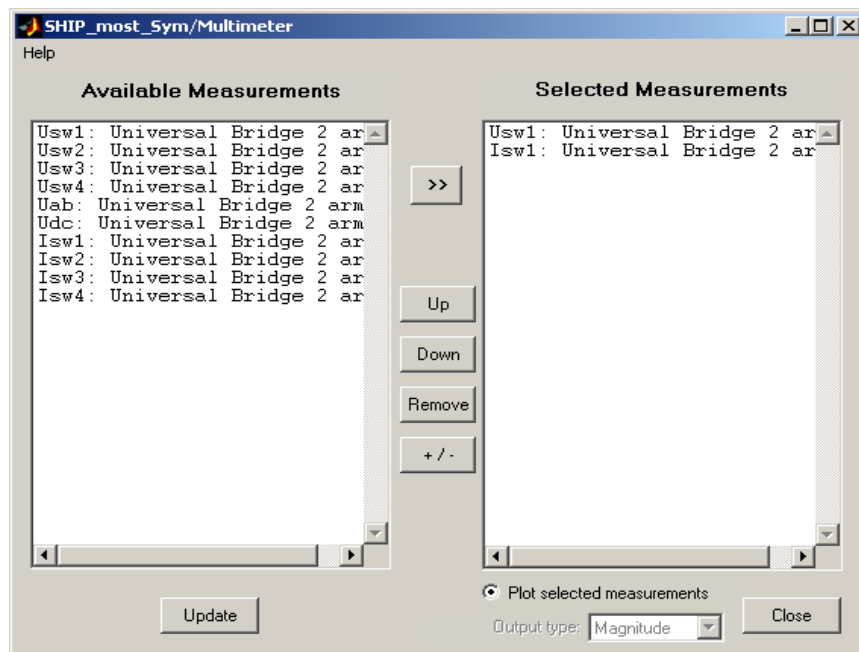 SHIP_most_Sym/Multimeter
Help
Available Measurements
Usw1: Universal Bridge 2 ar
Usw2: Universal Bridge 2 ar
Usw3: Universal Bridge 2 ar
Usw4: Universal Bridge 2 ar
Uab: Universal Bridge 2 arm
Udc: Universal Bridge 2 arm
Isw1: Universal Bridge 2 ar
Isw2: Universal Bridge 2 ar
Isw3: Universal Bridge 2 ar
Isw4: Universal Bridge 2 ar
>>
Up
Down
Remove
+ / -
Update
Selected Measurements
Usw1: Universal Bridge 2 ar
Isw1: Universal Bridge 2 ar
Plot selected measurements
Output type: Magnitude
Close